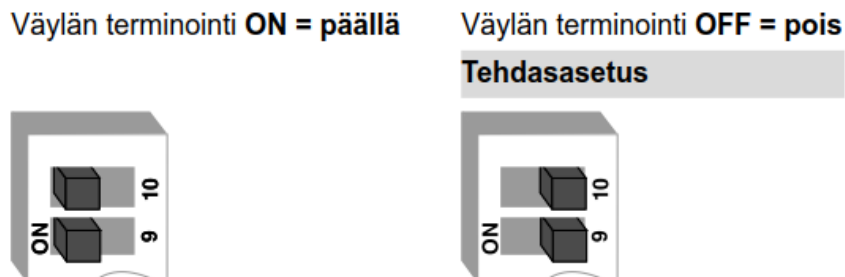 Väylän terminointi ON = päällä
Väylän terminointi OFF = pois
Tehdasasetus
10
ON
9
10
ON
9